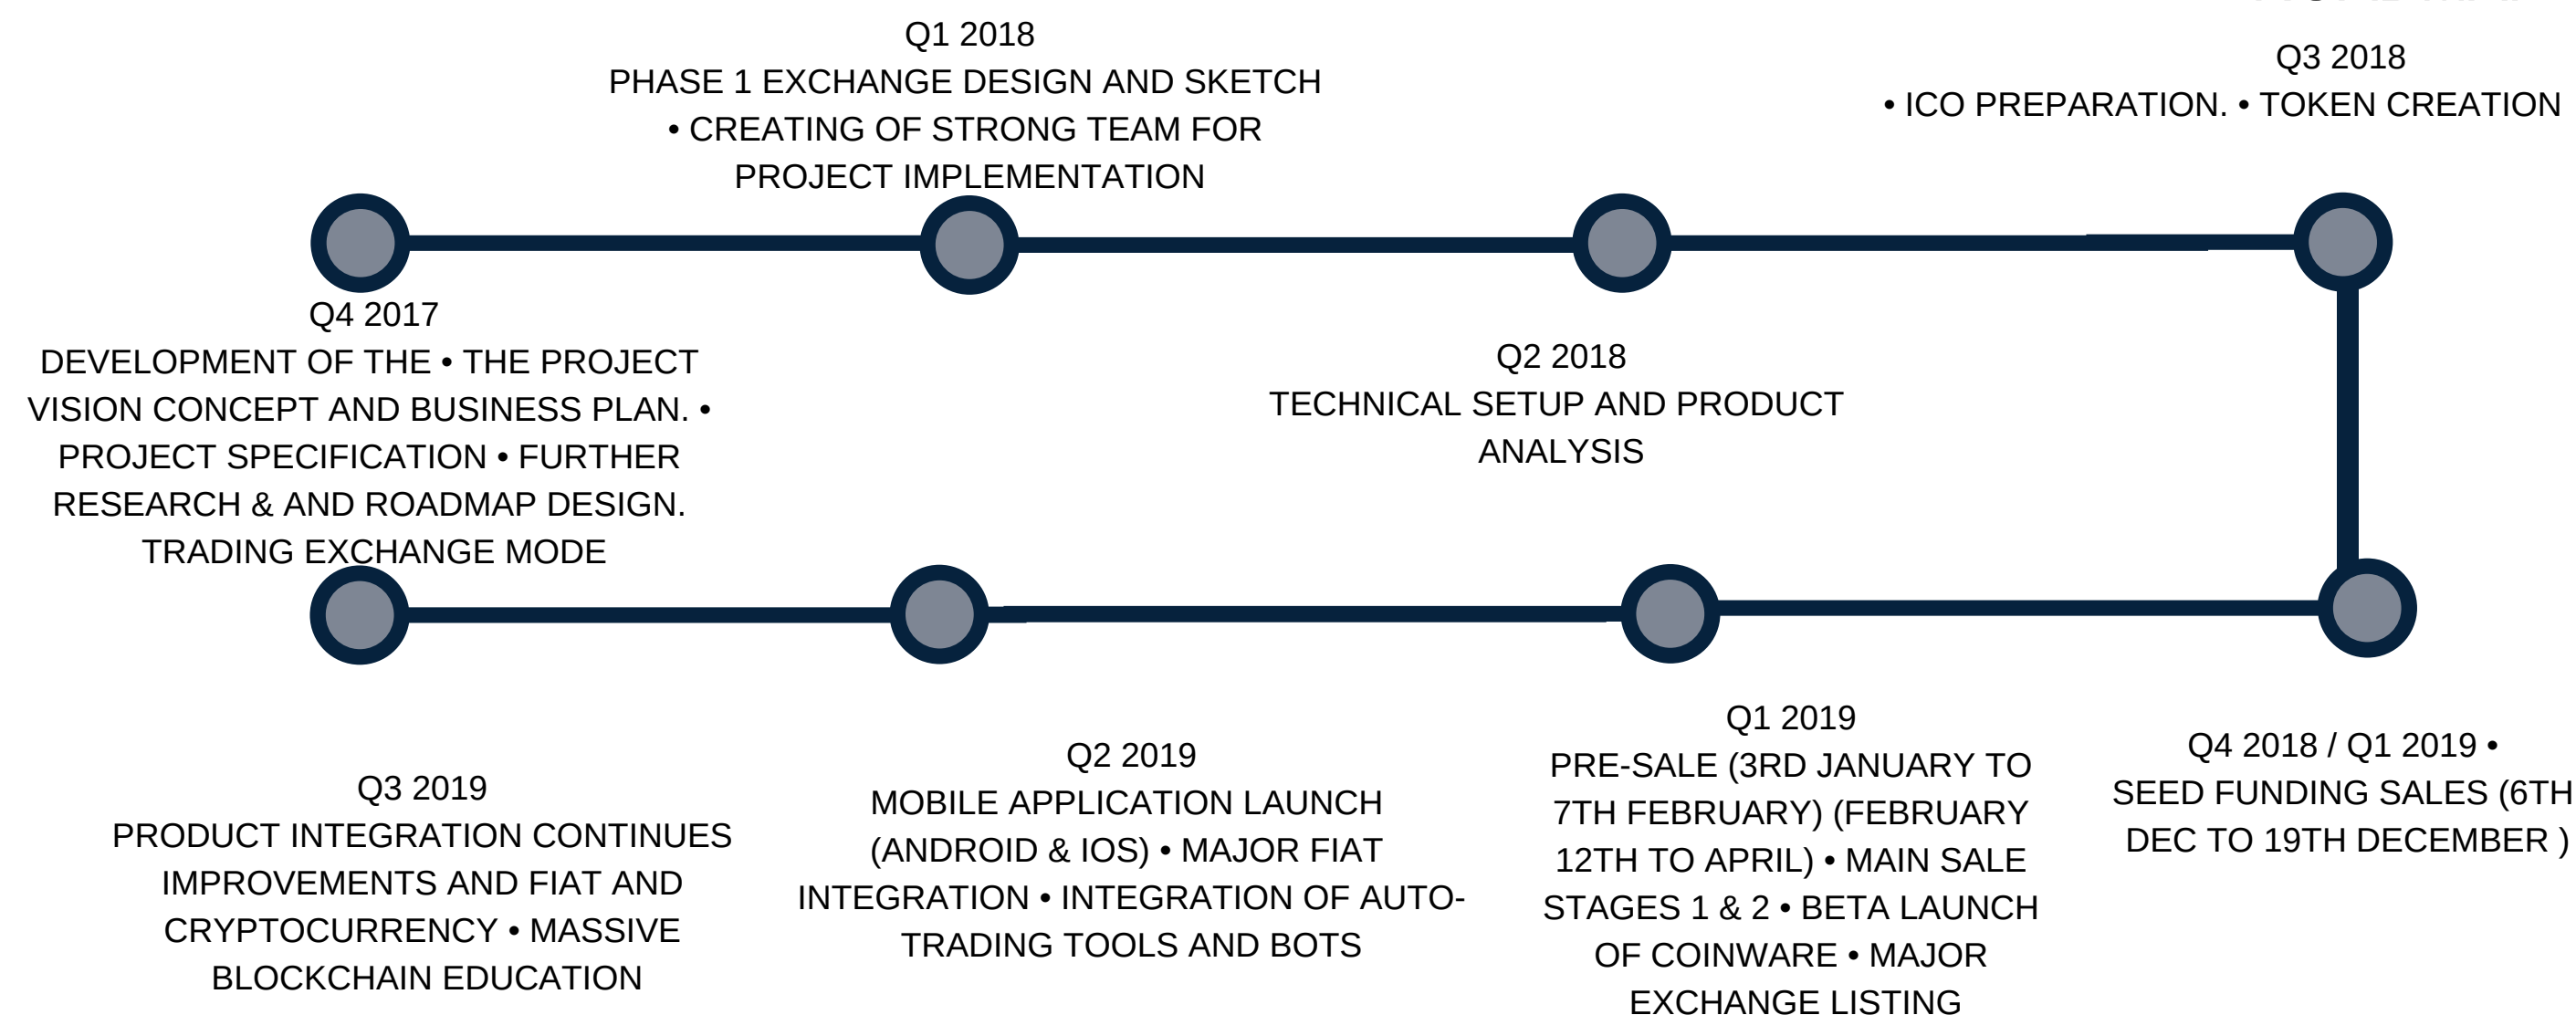 Q1 2018
PHASE 1 EXCHANGE DESIGN AND SKETCH
• CREATING OF STRONG TEAM FOR
PROJECT IMPLEMENTATION
Q3 2018
• ICO PREPARATION. • TOKEN CREATION
Q4 2017
DEVELOPMENT OF THE • THE PROJECT
VISION CONCEPT AND BUSINESS PLAN. •
PROJECT SPECIFICATION • FURTHER
RESEARCH & AND ROADMAP DESIGN.
TRADING EXCHANGE MODE
Q2 2018
TECHNICAL SETUP AND PRODUCT
ANALYSIS
Q3 2019
PRODUCT INTEGRATION CONTINUES
IMPROVEMENTS AND FIAT AND
CRYPTOCURRENCY • MASSIVE
BLOCKCHAIN EDUCATION
Q2 2019
MOBILE APPLICATION LAUNCH
(ANDROID & IOS) • MAJOR FIAT
INTEGRATION • INTEGRATION OF AUTO-
TRADING TOOLS AND BOTS
Q1 2019
PRE-SALE (3RD JANUARY TO
7TH FEBRUARY) (FEBRUARY
12TH TO APRIL) • MAIN SALE
STAGES 1 & 2 • BETA LAUNCH
OF COINWARE • MAJOR
EXCHANGE LISTING
Q4 2018 / Q1 2019 •
SEED FUNDING SALES (6TH
DEC TO 19TH DECEMBER )